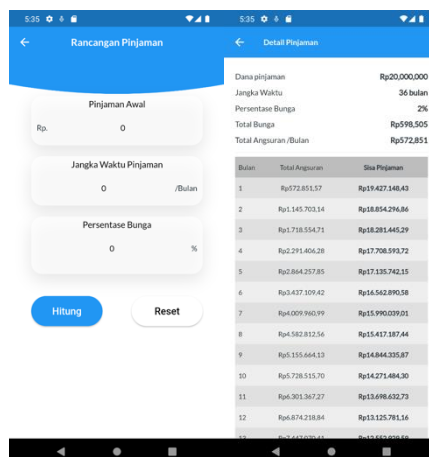 5:35
Rancangan Pinjaman
Pinjaman Awal
Rp. 0
Jangka Waktu Pinjaman
0 /Bulan
Persentase Bunga
0 %
Hitung Reset
5:35
Detail Pinjaman
Dana pinjaman Rp20,000,000
Jangka Waktu 36 bulan
Persentase Bunga 2%
Total Bunga Rp598,505
Total Angsuran /Bulan Rp572,851
Bulan Total Angsuran Sisa Pinjaman
1 Rp572.851,57 Rp19.427.148,43
2 Rp1.145.703,14 Rp18.854.296,86
3 Rp1.718.554,71 Rp18.281.445,29
4 Rp2.291.406,28 Rp17.708.593,72
5 Rp2.864.257,85 Rp17.135.742,15
6 Rp3.437.109,42 Rp16.562.890,58
7 Rp4.009.960,99 Rp15.990.039,01
8 Rp4.582.812,56 Rp15.417.187,44
9 Rp5.155.664,13 Rp14.844.335,87
10 Rp5.728.515,70 Rp14.271.484,30
11 Rp6.301.367,27 Rp13.698.632,73
12 Rp6.874.218,84 Rp13.125.781,16